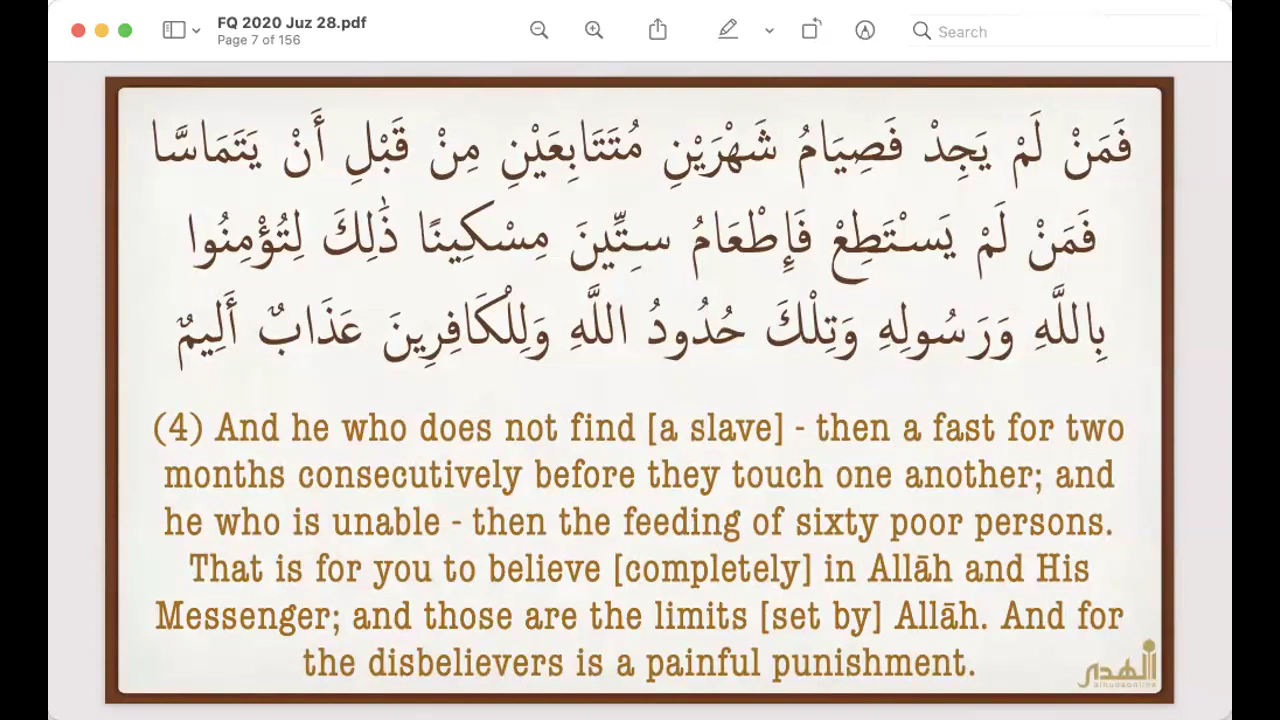 FQ 2020 Juz 28.pdf
Page 7 of 156
Search
فَمَنْ لَمْ يَجِدْ فَصِيَامُ شَهْرَيْنِ مُتَتَابِعَيْنِ مِنْ قَبْلِ أَنْ يَتَمَاسَّا
فَمَنْ لَمْ يَسْتَطِعْ فَإِطْعَامُ سِتِّينَ مِسْكِينًا ذَٰلِكَ لِتُؤْمِنُوا
بِاللَّهِ وَرَسُولِهِ وَتِلْكَ حُدُودُ اللَّهِ وَلِلْكَافِرِينَ عَذَابٌ أَلِيمٌ
(4) And he who does not find [a slave] - then a fast for two
months consecutively before they touch one another; and
he who is unable - then the feeding of sixty poor persons.
That is for you to believe [completely] in Allāh and His
Messenger; and those are the limits [set by] Allāh. And for
the disbelievers is a painful punishment.
الهدى
alhudaonline